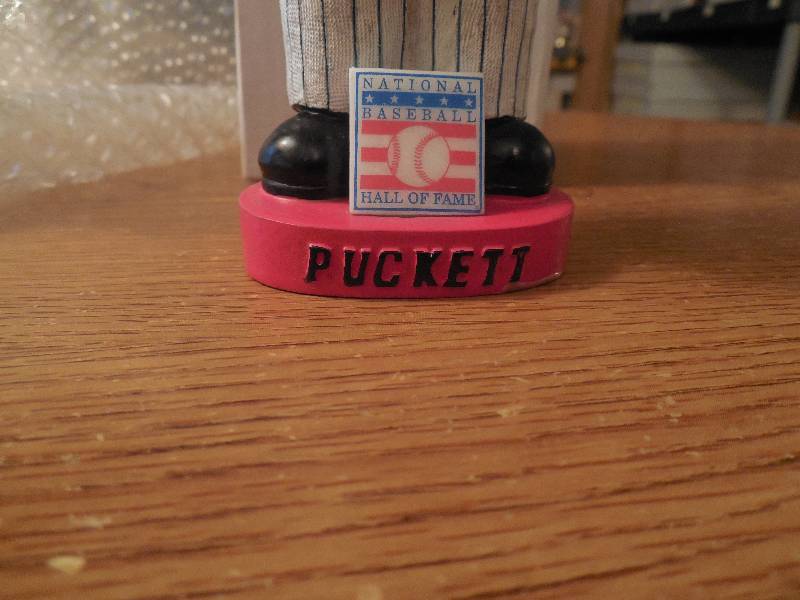 NATIONAL
BASEBALL
HALL OF FAME
PUCKETT